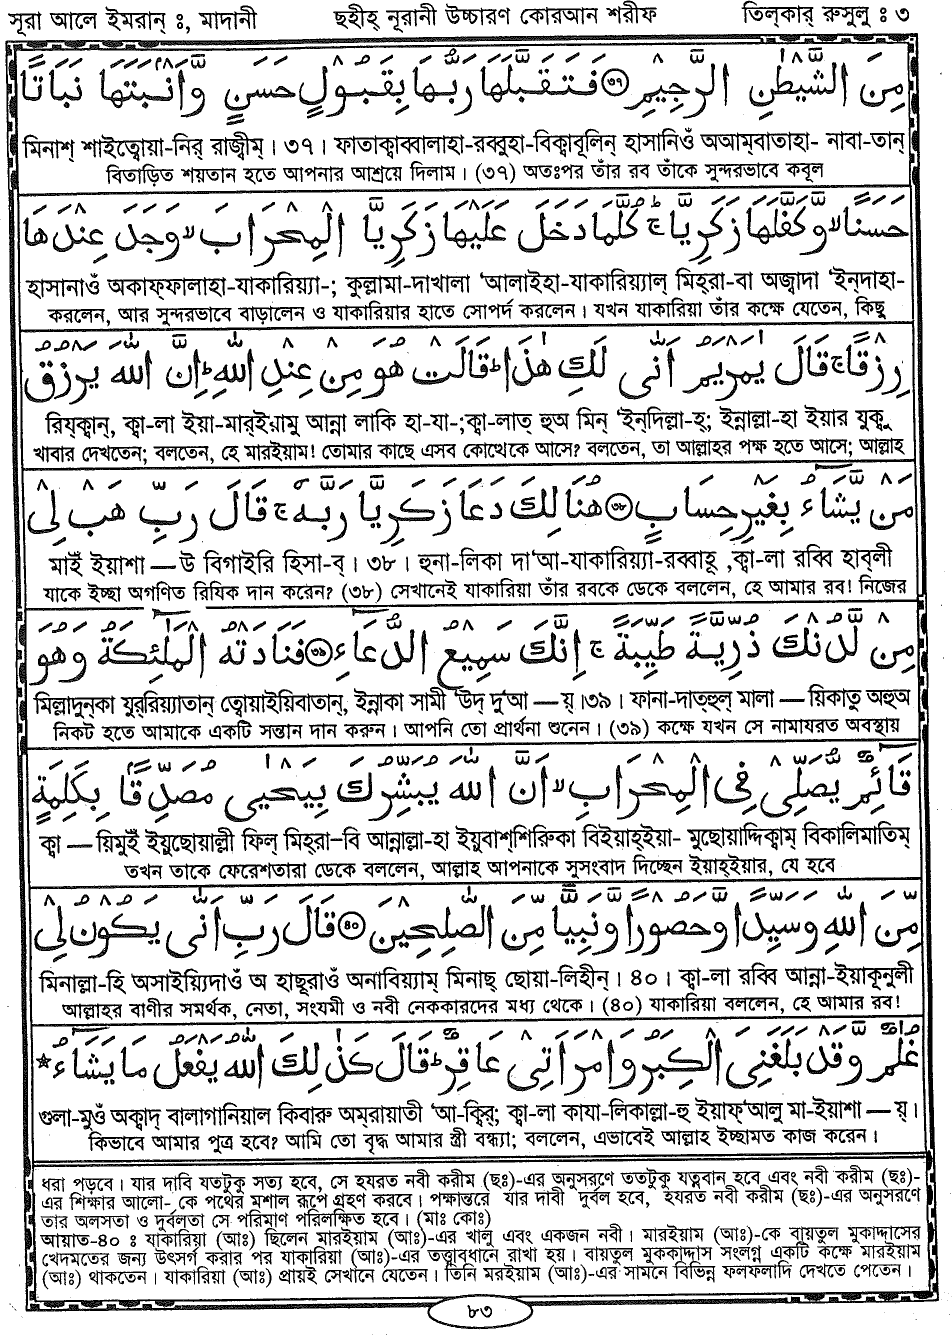 সূরা আলে ইমরান্ ঃ, মাদানী ছহীহ্ নূরানী উচ্চারণ কোরআন শরীফ তিল্কার্ রুসুলু ঃ ৩
مِنَ الشَّيْطٰنِ الرَّجِيْمِ ﴿٣٦﴾ فَتَقَبَّلَهَا رَبُّهَا بِقَبُوْلٍ حَسَنٍ وَّاَنْۢبَتَهَا نَبَاتًا
মিনাশ্ শাইত্বোয়া-নির্ রাজ্বীম্ । ৩৭ । ফাতাক্বাব্বালাহা-রব্বুহা-বিক্বাবূলিন্ হাসানিওঁ অআম্বাতাহা- নাবা-তান্
বিতাড়িত শয়তান হতে আপনার আশ্রয়ে দিলাম । (৩৭) অতঃপর তাঁর রব তাঁকে সুন্দরভাবে কবূল
حَسَنًا ۙ وَّكَفَّلَهَا زَكَرِيَّا ۚ كُلَّمَا دَخَلَ عَلَيْهَا زَكَرِيَّا الْمِحْرَابَ ۙ وَجَدَ عِنْدَهَا
হাসানাওঁ অকাফ্ফালাহা-যাকারিয়্যা-; কুল্লামা-দাখালা ‘আলাইহা-যাকারিয়্যাল্ মিহ্রা-বা অজ্বাদা ‘ইন্দাহা-
করলেন, আর সুন্দরভাবে বাড়ালেন ও যাকারিয়ার হাতে সোপর্দ করলেন । যখন যাকারিয়া তাঁর কক্ষে যেতেন, কিছু
رِزْقًا ۚ قَالَ يٰمَرْيَمُ اَنّٰى لَكِ هٰذَا ؕ قَالَتْ هُوَ مِنْ عِنْدِ اللّٰهِ ؕ اِنَّ اللّٰهَ يَرْزُقُ
রিয্ক্বান্, ক্বা-লা ইয়া-মার্ইয়ামু আন্না লাকি হা-যা-;ক্বা-লাত্ হুঅ মিন্ ‘ইন্দিল্লা-হ্; ইন্নাল্লা-হা ইয়ার যুক্বু
খাবার দেখতেন; বলতেন, হে মারইয়াম! তোমার কাছে এসব কোত্থেকে আসে? বলতেন, তা আল্লাহর পক্ষ হতে আসে; আল্লাহ
مَنْ يَّشَآءُ بِغَيْرِ حِسَابٍ ﴿٣٧﴾ هُنَالِكَ دَعَا زَكَرِيَّا رَبَّهٗ ۚ قَالَ رَبِّ هَبْ لِىْ
মাইঁ ইয়াশা — উ বিগাইরি হিসা-ব্ । ৩৮ । হুনা-লিকা দা‘আ-যাকারিয়্যা-রব্বাহূ ,ক্বা-লা রব্বি হাব্লী
যাকে ইচ্ছা অগণিত রিযিক দান করেন? (৩৮) সেখানেই যাকারিয়া তাঁর রবকে ডেকে বললেন, হে আমার রব! নিজের
مِنْ لَّدُنْكَ ذُرِّيَّةً طَيِّبَةً ۚ اِنَّكَ سَمِيْعُ الدُّعَآءِ ﴿٣٨﴾ فَنَادَتْهُ الْمَلٰٓئِكَةُ وَهُوَ
মিল্লাদুন্কা যুর্রিয়্যাতান্ ত্বোয়াইয়িবাতান্, ইন্নাকা সামী ‘উদ্ দু‘আ — য়্ ।৩৯ । ফানা-দাত্হুল্ মালা — য়িকাতু অহুঅ
নিকট হতে আমাকে একটি সন্তান দান করুন । আপনি তো প্রার্থনা শুনেন । (৩৯) কক্ষে যখন সে নামাযরত অবস্থায়
قَآئِمٌ يُّصَلِّىْ فِى الْمِحْرَابِ ۙ اَنَّ اللّٰهَ يُبَشِّرُكَ بِيَحْيٰى مُصَدِّقًۢا بِكَلِمَةٍ
ক্বা — য়িমুইঁ ইয়ুছোয়াল্লী ফিল্ মিহ্রা–বি আন্নাল্লা-হা ইয়ুবাশ্শিরুকা বিইয়াহ্ইয়া- মুছোয়াদ্দিক্বাম্ বিকালিমাতিম্
তখন তাকে ফেরেশতারা ডেকে বললেন, আল্লাহ আপনাকে সুসংবাদ দিচ্ছেন ইয়াহ্ইয়ার, যে হবে
مِّنَ اللّٰهِ وَسَيِّدًا وَّحَصُوْرًا وَّنَبِيًّا مِّنَ الصّٰلِحِيْنَ ﴿٤٠﴾ قَالَ رَبِّ اَنّٰى يَكُوْنُ لِىْ
মিনাল্লা-হি অসাইয়্যিদাওঁ অ হাছূরাওঁ অনাবিয়্যাম্ মিনাছ্ ছোয়া-লিহীন্ । ৪০ । ক্বা-লা রব্বি আন্না-ইয়াকূনুলী
আল্লাহর বাণীর সমর্থক, নেতা, সংযমী ও নবী নেককারদের মধ্য থেকে । (৪০) যাকারিয়া বললেন, হে আমার রব!
غُلٰمٌ وَّقَدْ بَلَغَنِىَ الْكِبَرُ وَامْرَاَتِىْ عَاقِرٌ ؕ قَالَ كَذٰلِكَ اللّٰهُ يَفْعَلُ مَا يَشَآءُ *
গুলা-মুওঁ অক্বাদ্ বালাগানিয়াল কিবারু অম্রায়াতী ‘আ-ক্বির্; ক্বা-লা কাযা-লিকাল্লা-হু ইয়াফ্‘আলু মা-ইয়াশা — য়্ ।
কিভাবে আমার পুত্র হবে? আমি তো বৃদ্ধ আমার স্ত্রী বন্ধ্যা; বললেন, এভাবেই আল্লাহ ইচ্ছামত কাজ করেন ।
ধরা পড়বে । যার দাবি যতটুকু সত্য হবে, সে হযরত নবী করীম (ছঃ)-এর অনুসরণে ততটুকু যত্নবান হবে এবং নবী করীম (ছঃ)-
এর শিক্ষার আলো- কে পথের মশাল রূপে গ্রহণ করবে । পক্ষান্তরে যার দাবী দুর্বল হবে, হযরত নবী করীম (ছঃ)-এর অনুসরণে
তার অলসতা ও দুর্বলতা সে পরিমাণ পরিলক্ষিত হবে । (মাঃ কোঃ)
আয়াত-৪০ ঃ যাকারিয়া (আঃ) ছিলেন মারইয়াম (আঃ)-এর খালু এবং একজন নবী । মারইয়াম (আঃ)-কে বায়তুল মুকাদ্দাসের
খেদমতের জন্য উৎসর্গ করার পর যাকারিয়া (আঃ)-এর তত্ত্বাবধানে রাখা হয় । বায়তুল মুককাদ্দাস সংলগ্ন একটি কক্ষে মারইয়াম
(আঃ) থাকতেন । যাকারিয়া (আঃ) প্রায়ই সেখানে যেতেন । তিনি মরইয়াম (আঃ)-এর সামনে বিভিন্ন ফলফলাদি দেখতে পেতেন ।
৮৩